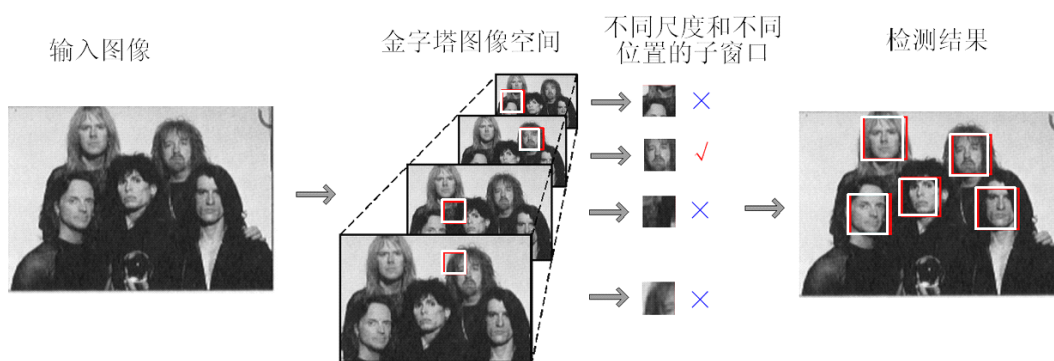 输入图像
金字塔图像空间
不同尺度和不同
位置的子窗口
检测结果